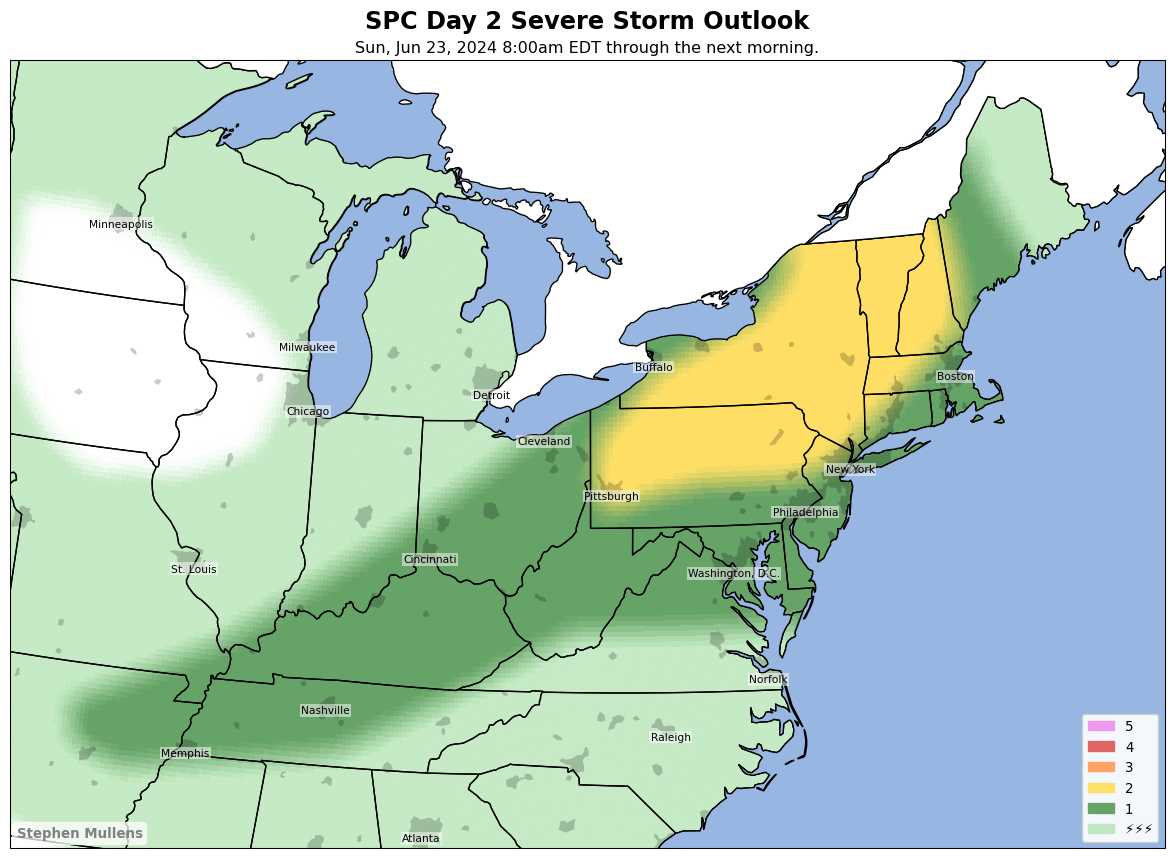 SPC Day 2 Severe Storm Outlook
Sun, Jun 23, 2024 8:00am EDT through the next morning.
Minneapolis
Milwaukee
Buffalo
Boston
Detroit
Chicago
Cleveland
New York
Pittsburgh
Philadelphia
Cincinnati
St. Louis
Washington, D.C.
Norfolk
Nashville
Raleigh
Memphis
Atlanta
5
4
3
2
1
⚡⚡⚡
Stephen Mullens